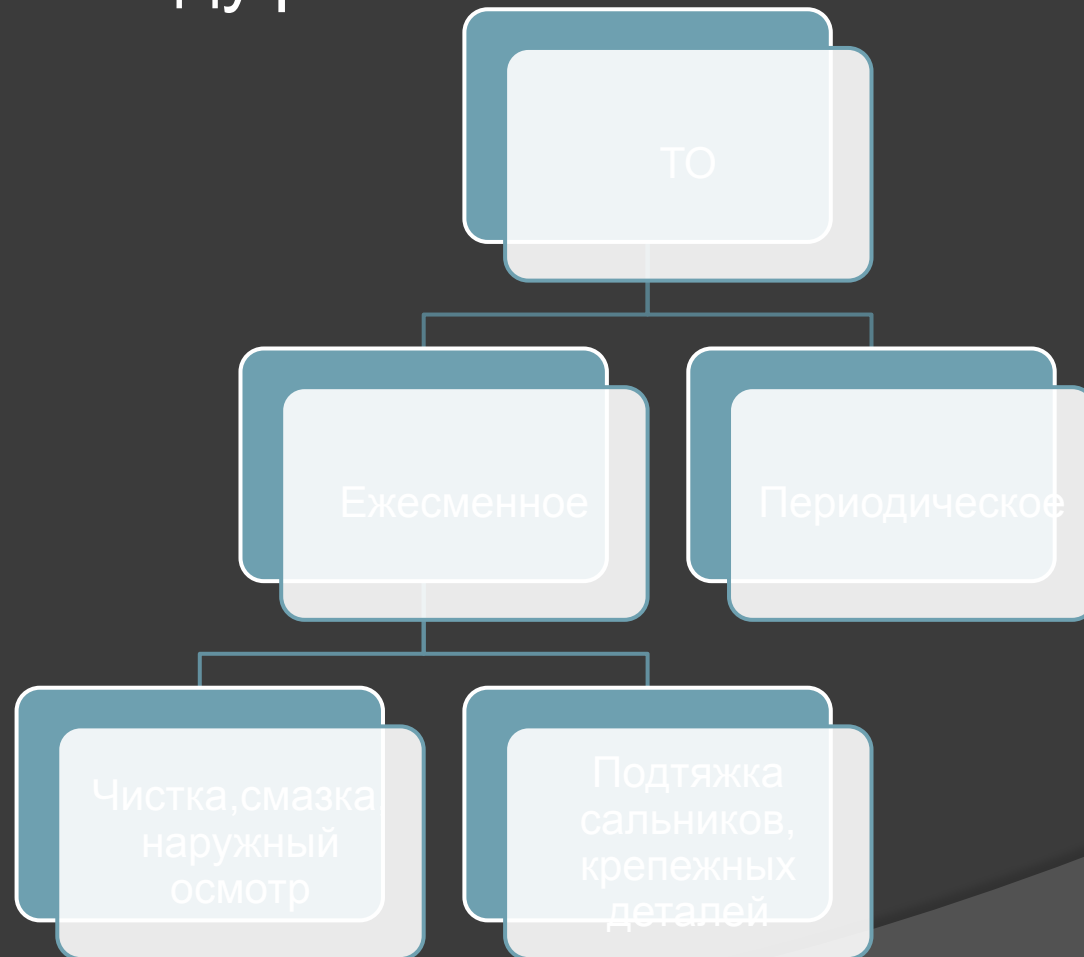 ТО
Ежесменное
Периодическое
Чистка,смазка
наружный
осмотр
Подтяжка
сальников,
крепежных
деталей